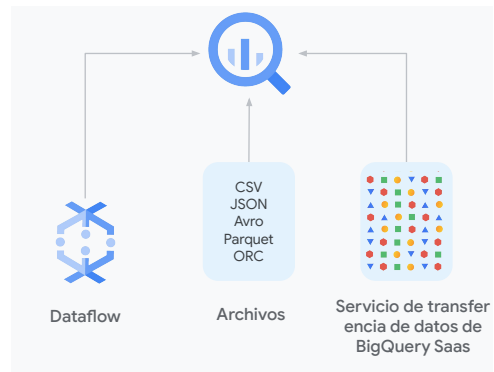 CSV
JSON
Avro
Parquet
ORC
Dataflow
Archivos
Servicio de transfer
encia de datos de
BigQuery Saas